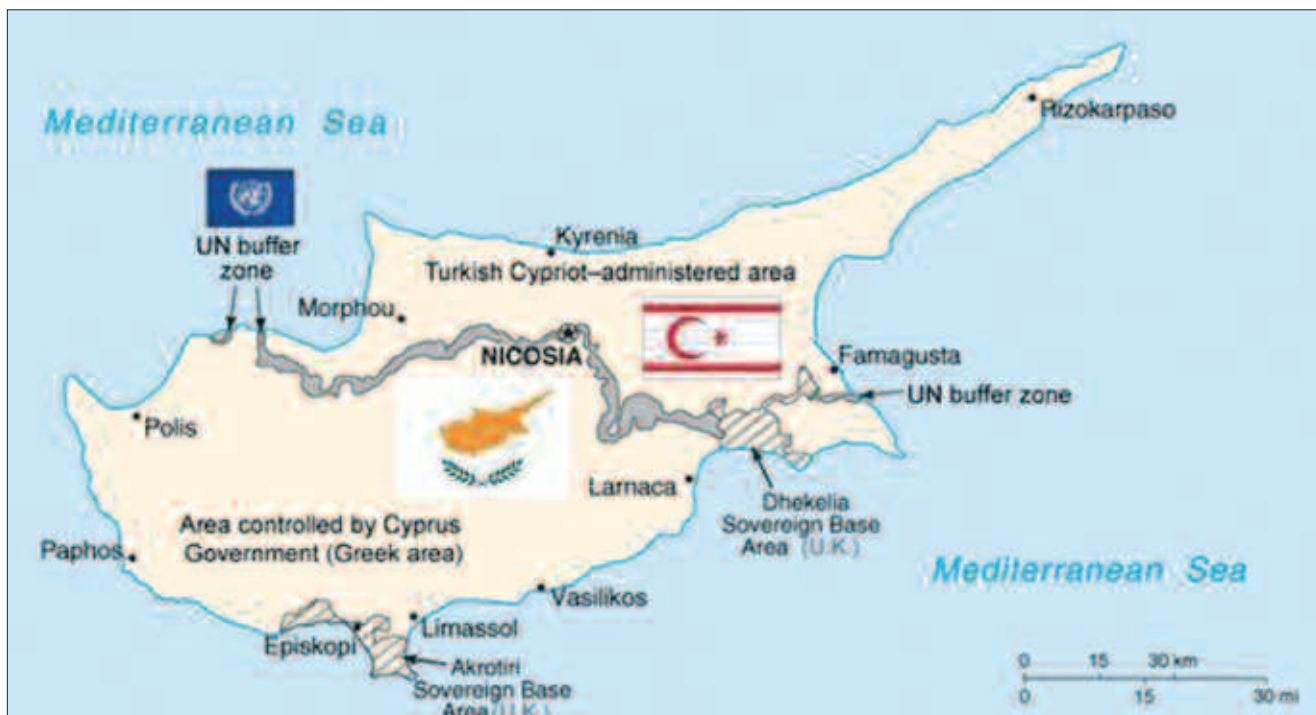 Mediterranean Sea
Rizokarpaso
UN buffer
zone
Kyrenia
Turkish Cypriot–administered area
Morphou
NICOSIA
Famagusta
UN buffer zone
Polis
Larnaca
Dhekelia
Sovereign Base
Area (U.K.)
Area controlled by Cyprus
Government (Greek area)
Paphos
Mediterranean Sea
Vasilikos
Limassol
Episkopi
Akrotiri
Sovereign Base
Area (U.K.)
0 15 30 km
0 15 30 mi